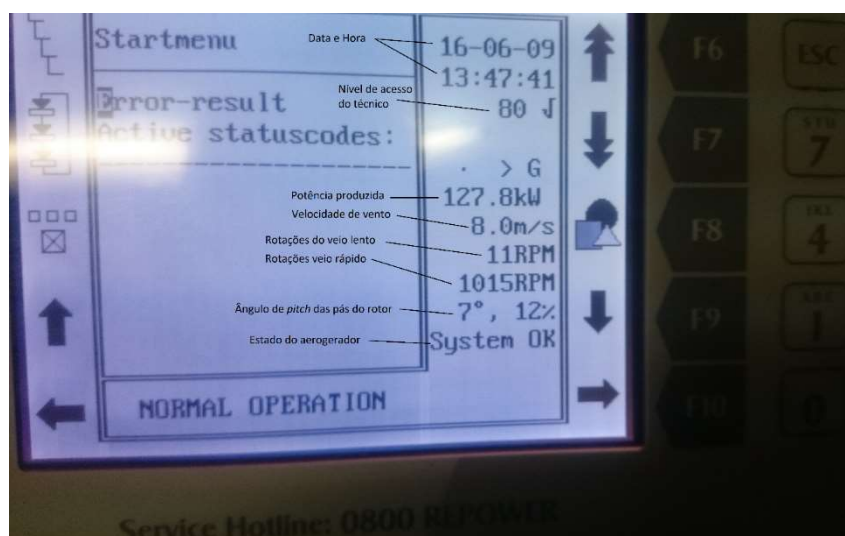 Startmenu
Data e Hora
16-06-09
13:47:41
Error-result
Nível de acesso
do técnico
80 √
Active statuscodes:
. > G
Potência produzida
127.8kW
Velocidade de vento
8.0m/s
Rotações do veio lento
11RPM
Rotações veio rápido
1015RPM
Ângulo de pitch das pás do rotor
7°, 12%
Estado do aerogerador
System OK
NORMAL OPERATION
F6
ESC
F7
STU
7
F8
4
F9
1
F10
0
Service Hotline: 0800 REPOWER